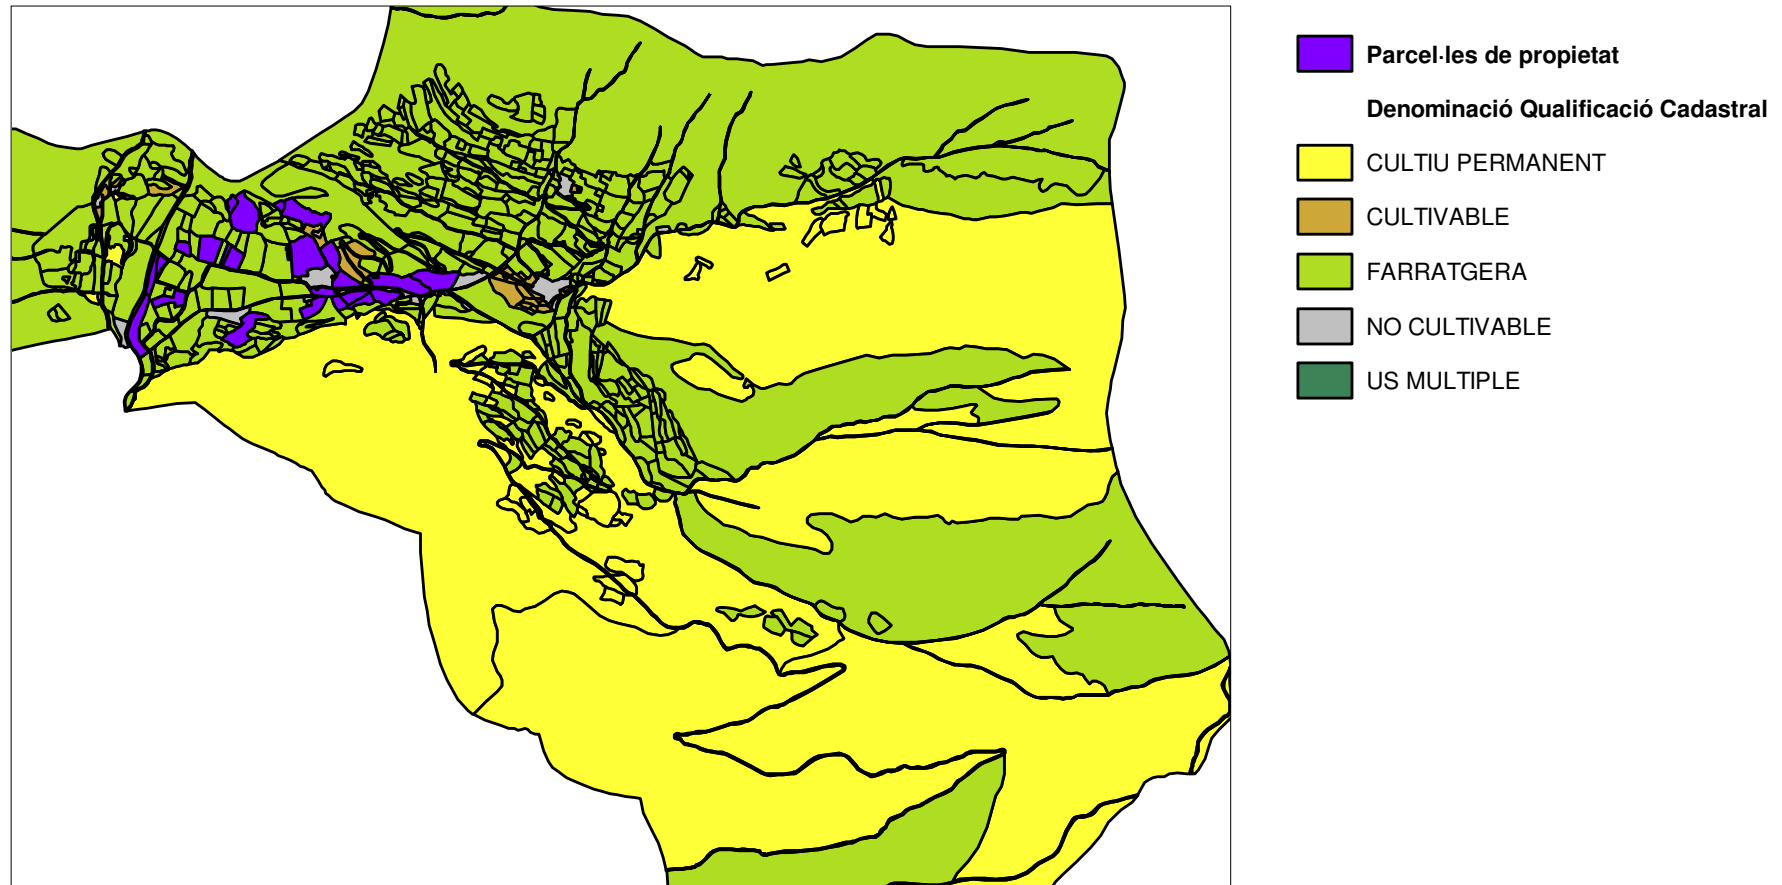 Parcel·les de propietat
Denominació Qualificació Cadastral
CULTIU PERMANENT
CULTIVABLE
FARRATGERA
NO CULTIVABLE
US MULTIPLE